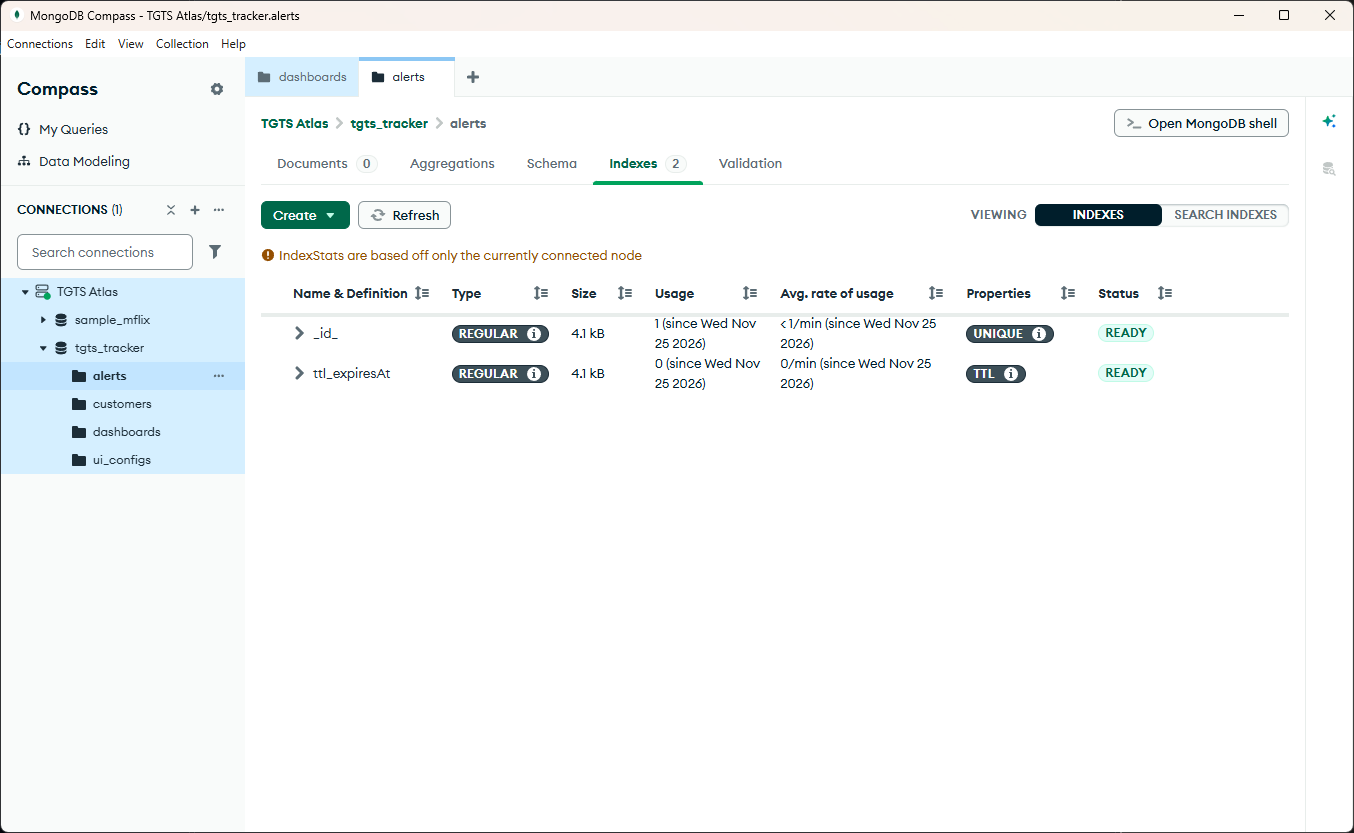 MongoDB Compass - TGTS Atlas/tgts_tracker.alerts
Connections Edit View Collection Help
Compass
My Queries
Data Modeling
CONNECTIONS (1)
Search connections
TGTS Atlas
sample_mflix
tgts_tracker
alerts
customers
dashboards
ui_configs
dashboards alerts
TGTS Atlas tgts_tracker alerts
Open MongoDB shell
Documents 0 Aggregations Schema Indexes 2 Validation
Create Refresh
VIEWING INDEXES SEARCH INDEXES
IndexStats are based off only the currently connected node
Name & Definition Type Size Usage Avg. rate of usage Properties Status
_id_ REGULAR 4.1 kB 1 (since Wed Nov 25 2026) < 1/min (since Wed Nov 25 2026) UNIQUE READY
ttl_expiresAt REGULAR 4.1 kB 0 (since Wed Nov 25 2026) 0/min (since Wed Nov 25 2026) TTL READY